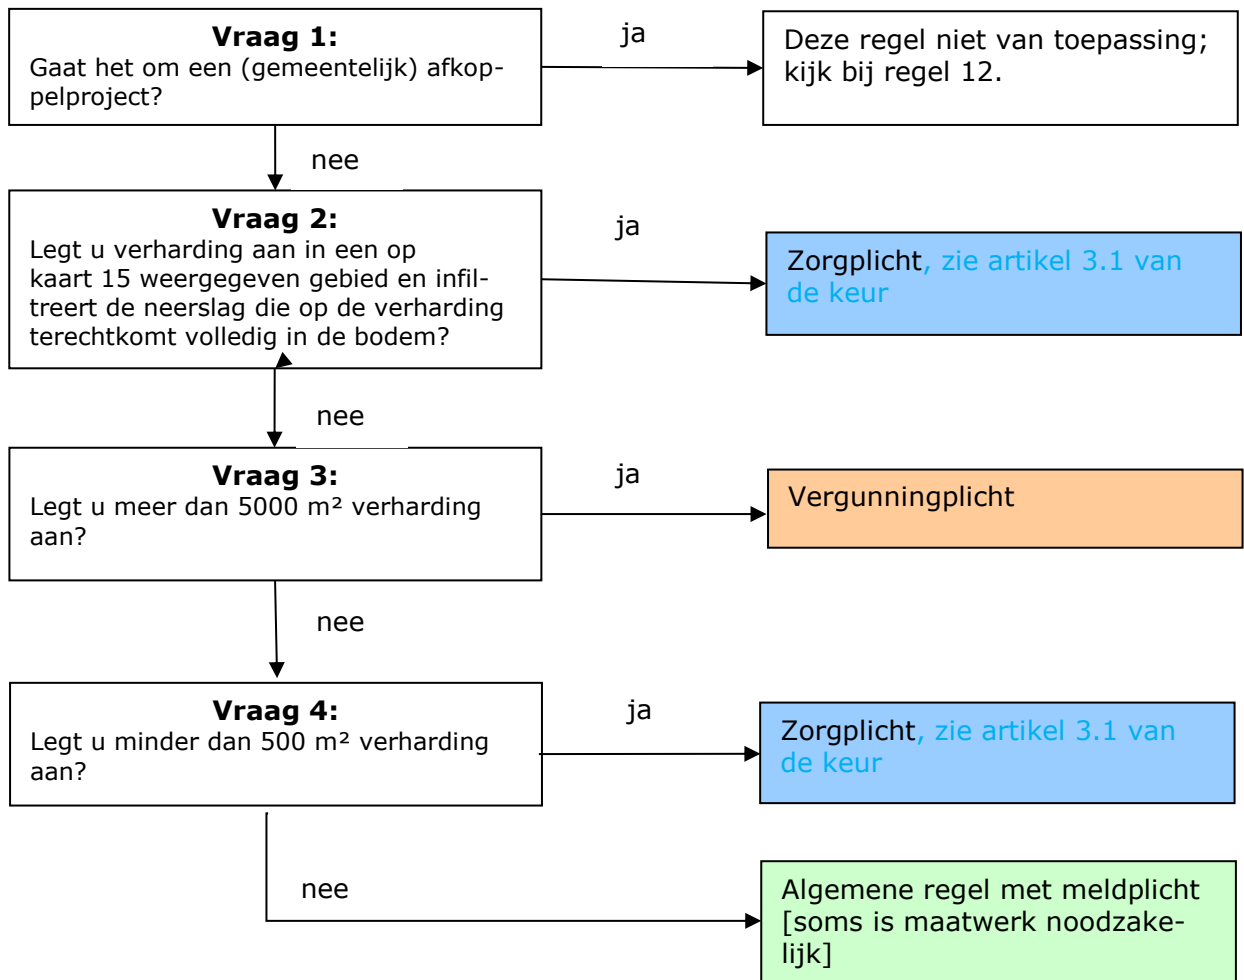 Vraag 1:
Gaat het om een (gemeentelijk) afkop-
pelproject?
ja
Deze regel niet van toepassing;
kijk bij regel 12.
nee
Vraag 2:
Legt u verharding aan in een op
kaart 15 weergegeven gebied en infil-
treert de neerslag die op de verharding
terechtkomt volledig in de bodem?
ja
Zorgplicht, zie artikel 3.1 van
de keur
nee
Vraag 3:
Legt u meer dan 5000 m² verharding
aan?
ja
Vergunningplicht
nee
Vraag 4:
Legt u minder dan 500 m² verharding
aan?
ja
Zorgplicht, zie artikel 3.1 van
de keur
nee
Algemene regel met meldplicht
[soms is maatwerk noodzake-
lijk]